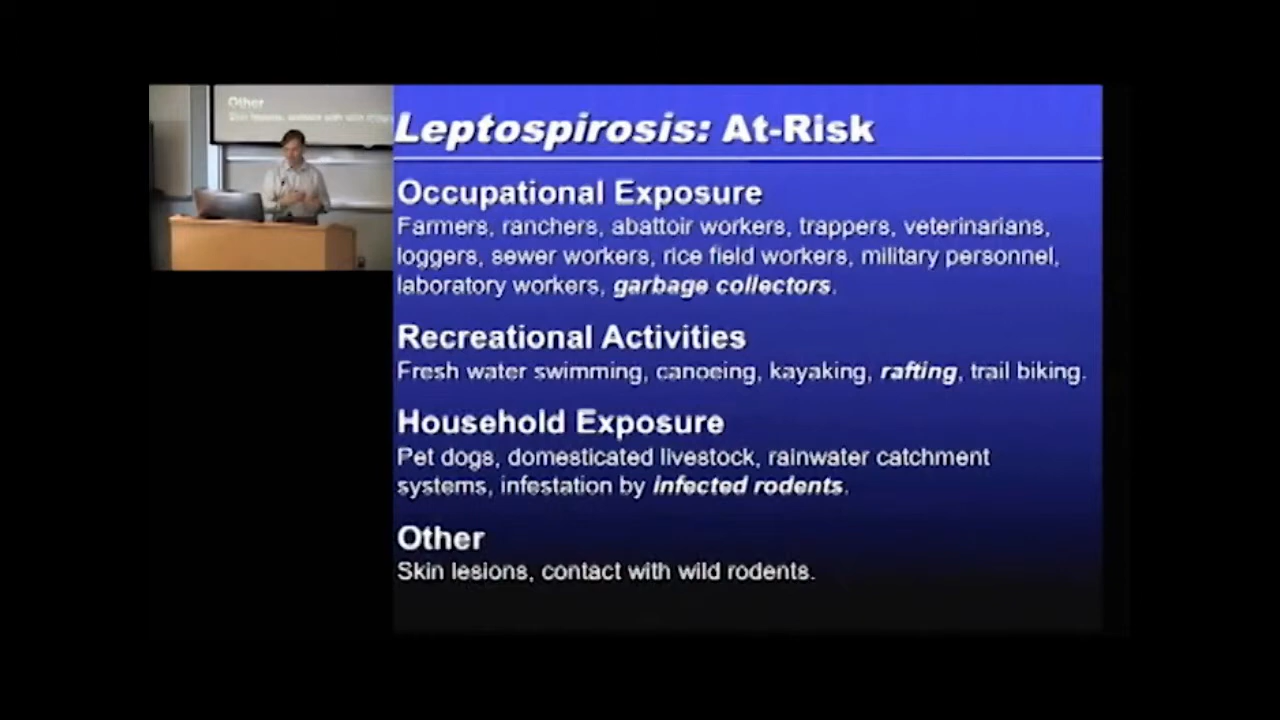 Other
Leptospirosis: At-Risk
Occupational Exposure
Farmers, ranchers, abattoir workers, trappers, veterinarians,
loggers, sewer workers, rice field workers, military personnel,
laboratory workers, garbage collectors.
Recreational Activities
Fresh water swimming, canoeing, kayaking, rafting, trail biking.
Household Exposure
Pet dogs, domesticated livestock, rainwater catchment
systems, infestation by infected rodents.
Other
Skin lesions, contact with wild rodents.